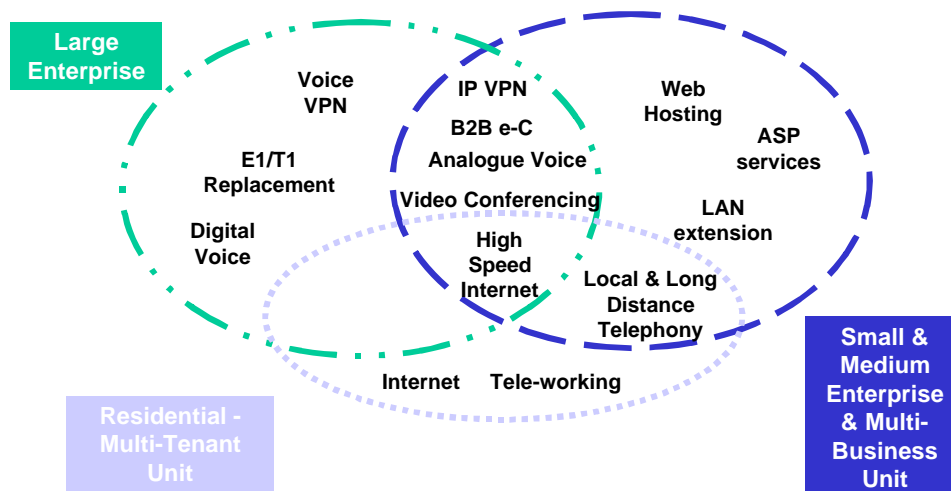 Large
Enterprise
Voice
VPN
IP VPN
Web
Hosting
B2B e-C
ASP
services
E1/T1
Replacement
Analogue Voice
Video Conferencing
LAN
extension
Digital
Voice
High
Speed
Internet
Local & Long
Distance
Telephony
Internet
Tele-working
Residential -
Multi-Tenant
Unit
Small &
Medium
Enterprise
& Multi-
Business
Unit